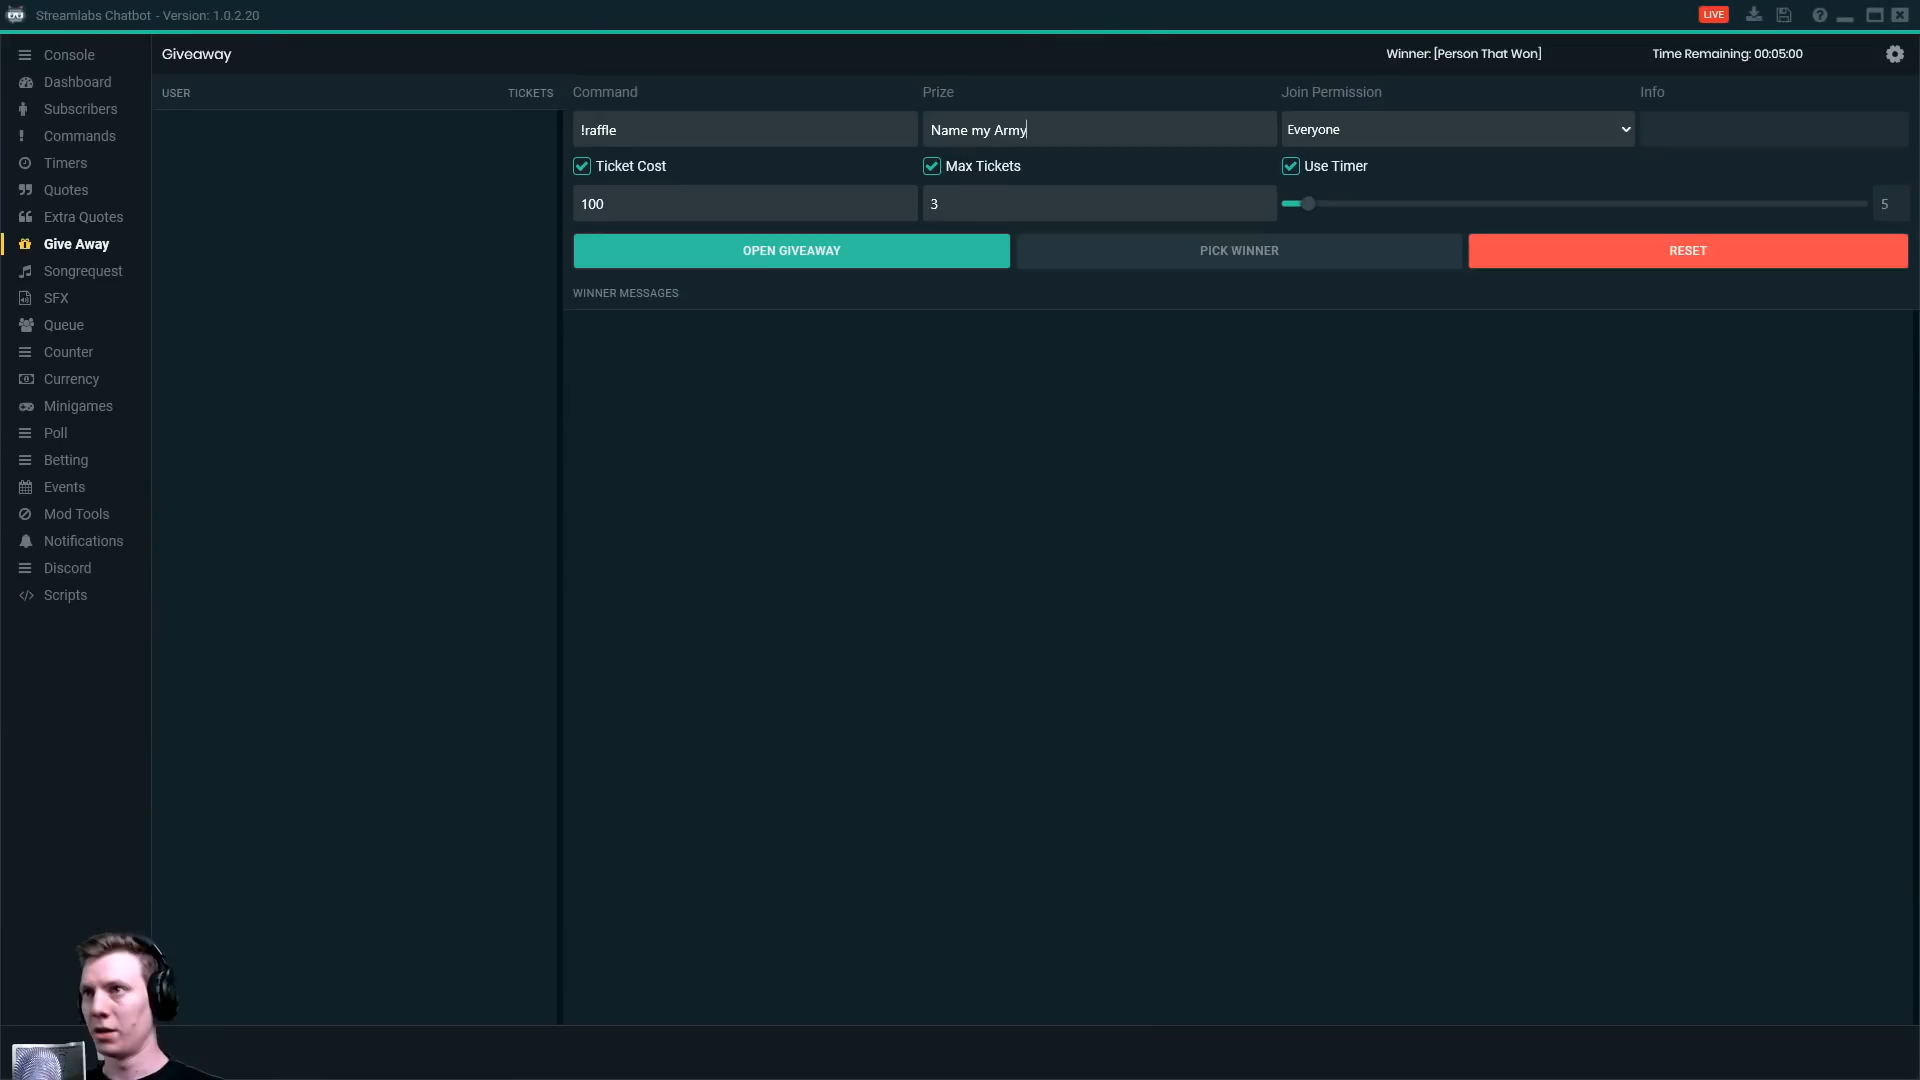 Streamlabs Chatbot - Version: 1.0.2.20
LIVE
Console
Dashboard
Subscribers
Commands
Timers
Quotes
Extra Quotes
Give Away
Songrequest
SFX
Queue
Counter
Currency
Minigames
Poll
Betting
Events
Mod Tools
Notifications
Discord
Scripts
Giveaway
Winner: [Person That Won]
Time Remaining: 00:05:00
USER TICKETS
Command Prize Join Permission Info
!raffle Name my Army Everyone
Ticket Cost Max Tickets Use Timer
100 3 5
OPEN GIVEAWAY PICK WINNER RESET
WINNER MESSAGES